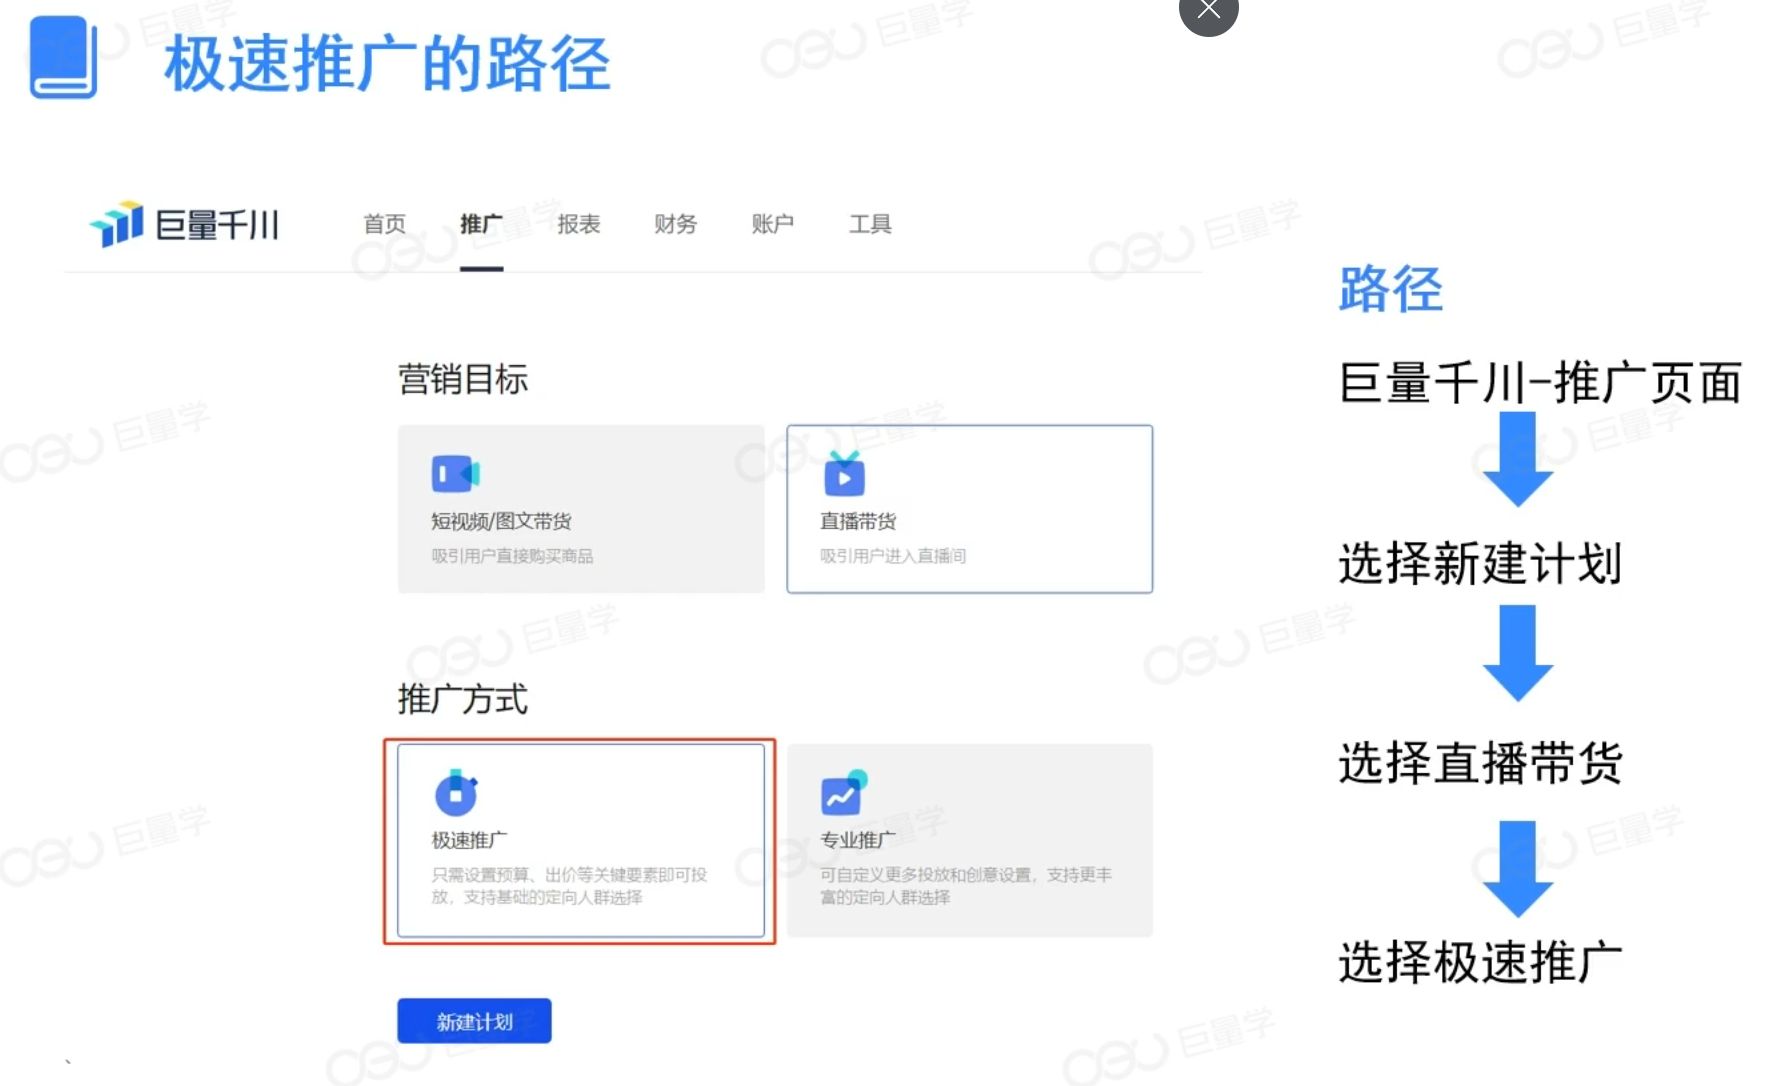 极速推广的路径
巨量千川
首页
推广
报表
财务
账户
工具
营销目标
短视频/图文带货
吸引用户直接购买商品
直播带货
吸引用户进入直播间
推广方式
极速推广
只需设置预算、出价等关键要素即可投
放，支持基础的定向人群选择
专业推广
可自定义更多投放和创意设置，支持更丰
富的定向人群选择
新建计划
路径
巨量千川-推广页面
选择新建计划
选择直播带货
选择极速推广
巨量学